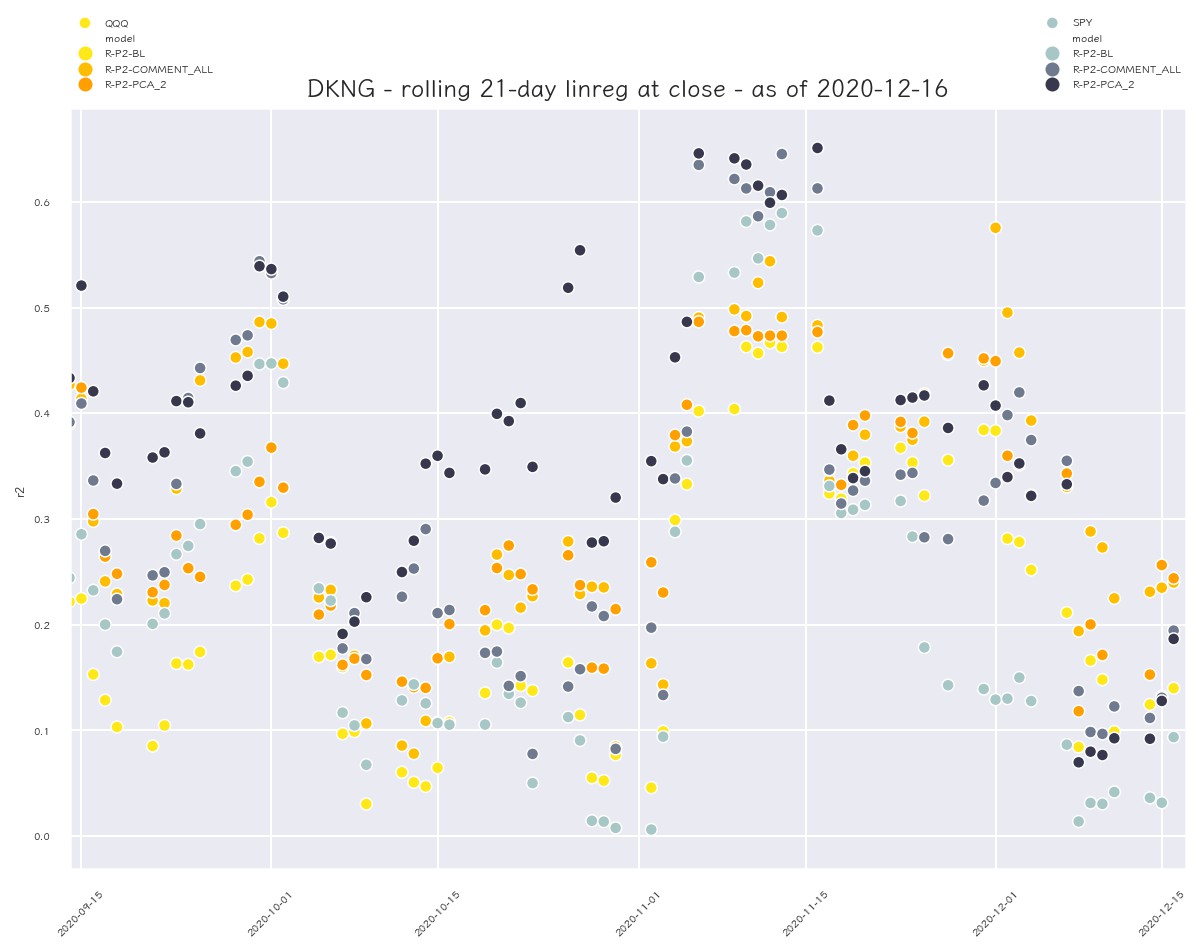 QQQ
model
R-P2-BL
R-P2-COMMENT_ALL
R-P2-PCA_2
SPY
model
R-P2-BL
R-P2-COMMENT_ALL
R-P2-PCA_2
DKNG - rolling 21-day linreg at close - as of 2020-12-16
0.6
0.5
0.4
0.3
0.2
0.1
0.0
r2
2020-09-15
2020-10-01
2020-10-15
2020-11-01
2020-11-15
2020-12-01
2020-12-15